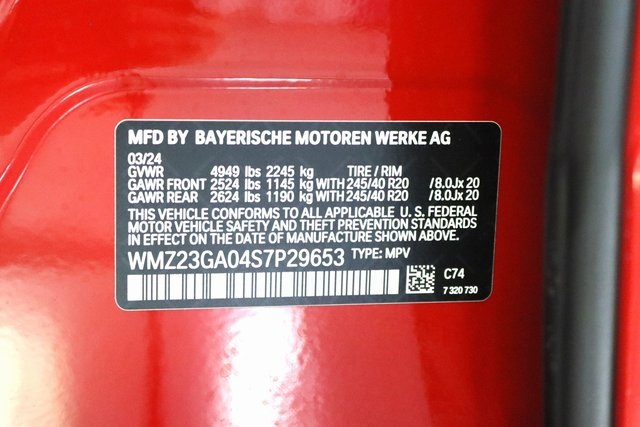 MFD BY BAYERISCHE MOTOREN WERKE AG
03/24
GVWR 4949 lbs 2245 kg TIRE / RIM
GAWR FRONT 2524 lbs 1145 kg WITH 245/40 R20 /8.0Jx 20
GAWR REAR 2624 lbs 1190 kg WITH 245/40 R20 /8.0Jx 20
THIS VEHICLE CONFORMS TO ALL APPLICABLE U.S. FEDERAL
MOTOR VEHICLE SAFETY AND THEFT PREVENTION STANDARDS
IN EFFECT ON THE DATE OF MANUFACTURE SHOWN ABOVE.
WMZ23GA04S7P29653 TYPE: MPV
C74
7 320 730